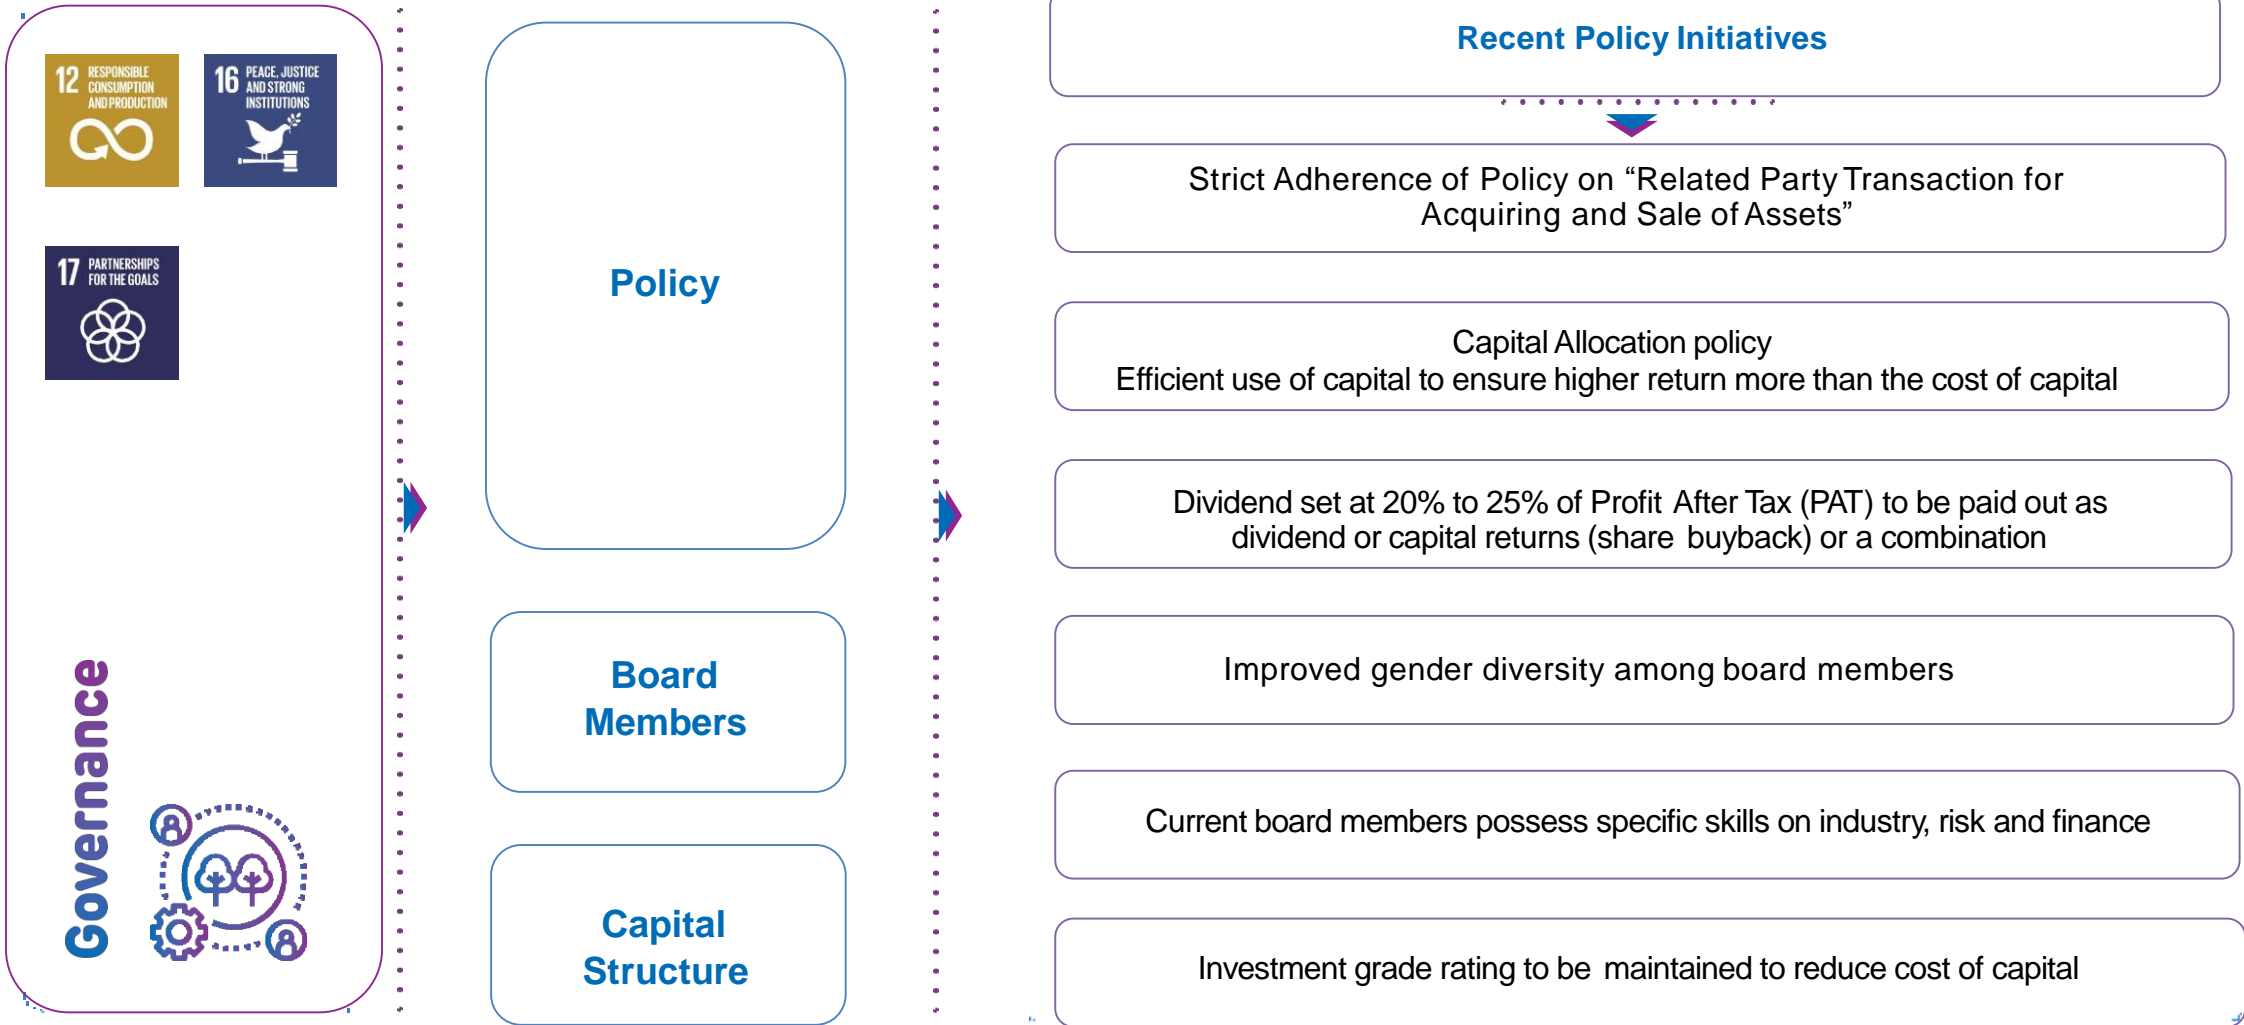 12 RESPONSIBLE
CONSUMPTION
AND PRODUCTION
16 PEACE, JUSTICE
AND STRONG
INSTITUTIONS
17 PARTNERSHIPS
FOR THE GOALS
Governance
Policy
Board
Members
Capital
Structure
Recent Policy Initiatives
Strict Adherence of Policy on “Related Party Transaction for
Acquiring and Sale of Assets”
Capital Allocation policy
Efficient use of capital to ensure higher return more than the cost of capital
Dividend set at 20% to 25% of Profit After Tax (PAT) to be paid out as
dividend or capital returns (share buyback) or a combination
Improved gender diversity among board members
Current board members possess specific skills on industry, risk and finance
Investment grade rating to be maintained to reduce cost of capital